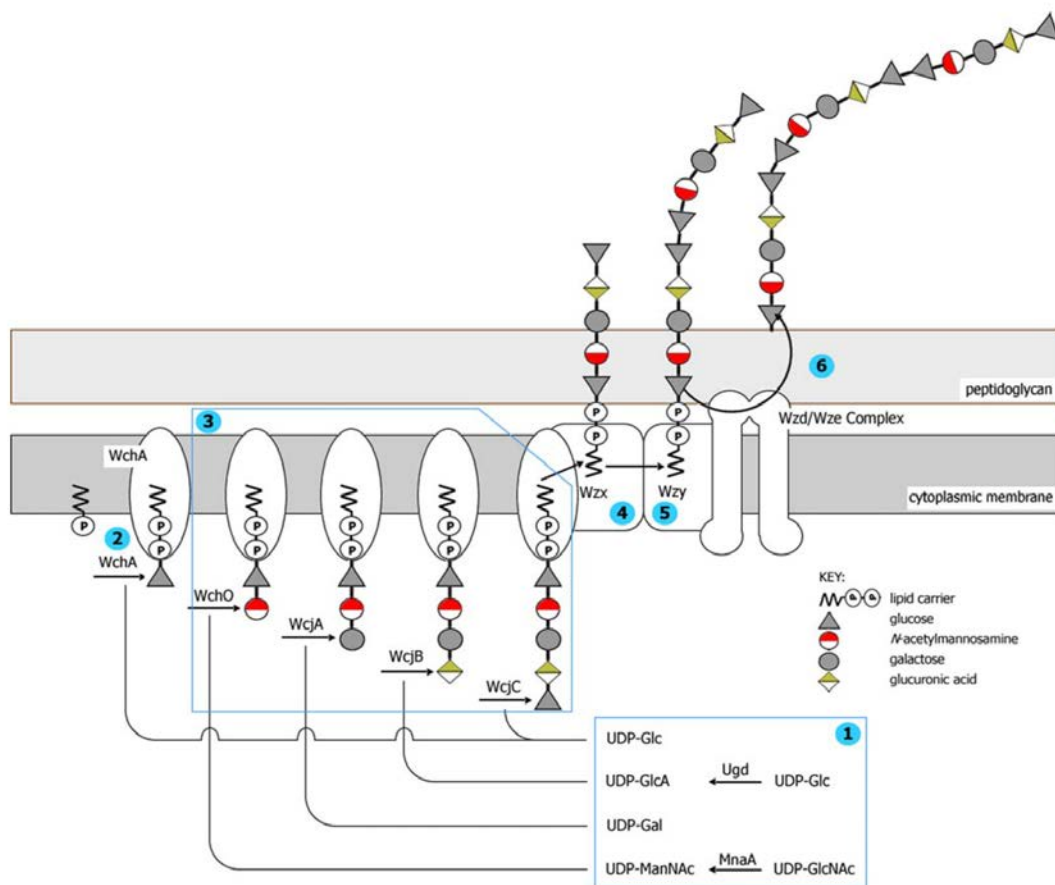 6
peptidoglycan
Wzd/Wze Complex
3
P P
WchA
P P
Wzx Wzy
cytoplasmic membrane
4 5
P
2
P P P P P
P P P P P
WchA
WchO
WcjA
WcjB
WcjC
KEY:
P P lipid carrier
glucose
N-acetylmannosamine
galactose
glucuronic acid
1
UDP-Glc
UDP-GlcA Ugd UDP-Glc
UDP-Gal
UDP-ManNAc MnaA UDP-GlcNAc